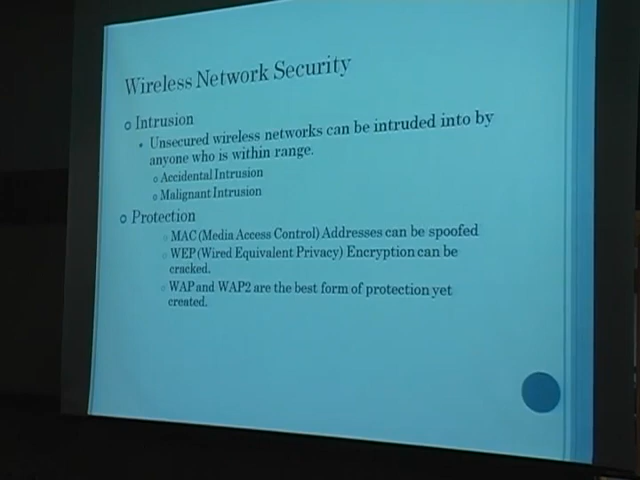 Wireless Network Security
Intrusion
Unsecured wireless networks can be intruded into by
anyone who is within range.
Accidental Intrusion
Malignant Intrusion
Protection
MAC (Media Access Control) Addresses can be spoofed
WEP (Wired Equivalent Privacy) Encryption can be
cracked.
WAP and WAP2 are the best form of protection yet
created.